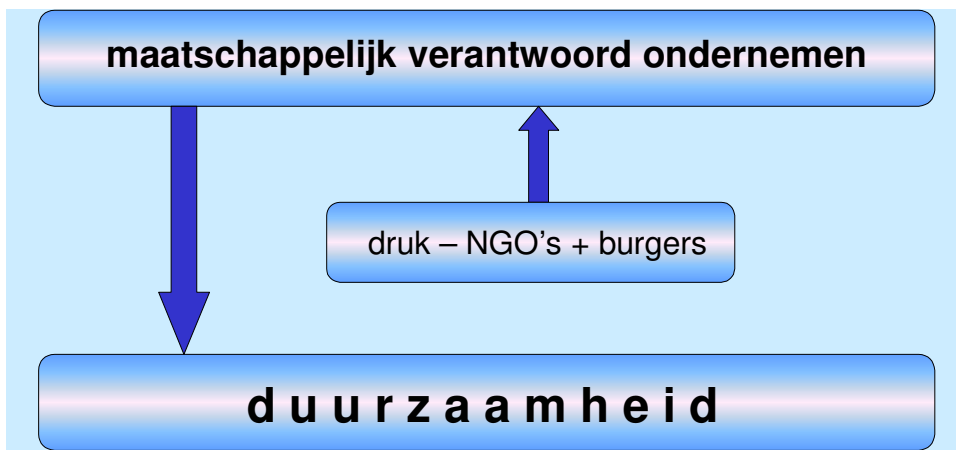 maatschappelijk verantwoord ondernemen
druk – NGO's + burgers
d u u r z a a m h e i d